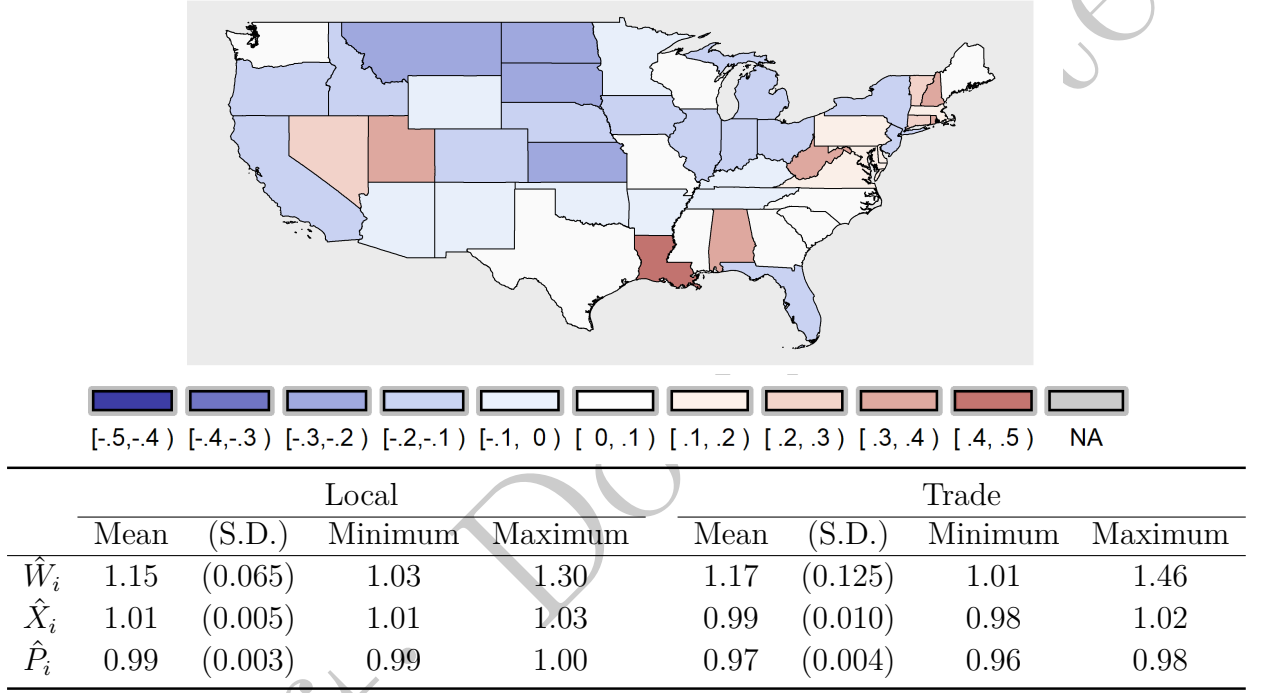 [-.5,-.4 ) [-.4,-.3 ) [-.3,-.2 ) [-.2,-.1 ) [-.1, 0 ) [ 0, .1 ) [ .1, .2 ) [ .2, .3 ) [ .3, .4 ) [ .4, .5 ) NA
Local Trade
Mean (S.D.) Minimum Maximum Mean (S.D.) Minimum Maximum
Ŵᵢ 1.15 (0.065) 1.03 1.30 1.17 (0.125) 1.01 1.46
X̂ᵢ 1.01 (0.005) 1.01 1.03 0.99 (0.010) 0.98 1.02
P̂ᵢ 0.99 (0.003) 0.99 1.00 0.97 (0.004) 0.96 0.98